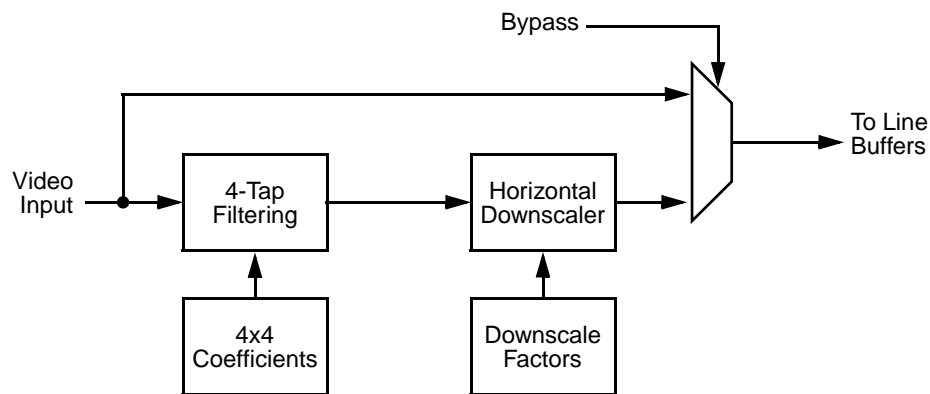 Bypass
To Line
Buffers
Video
Input
4-Tap
Filtering
Horizontal
Downscaler
4x4
Coefficients
Downscale
Factors